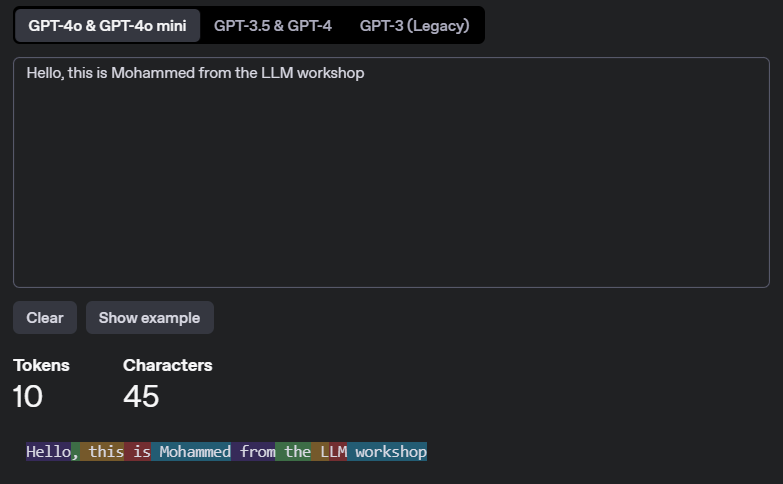 GPT-4o & GPT-4o mini GPT-3.5 & GPT-4 GPT-3 (Legacy)
Hello, this is Mohammed from the LLM workshop
Clear Show example
Tokens Characters
10 45
Hello, this is Mohammed from the LLM workshop